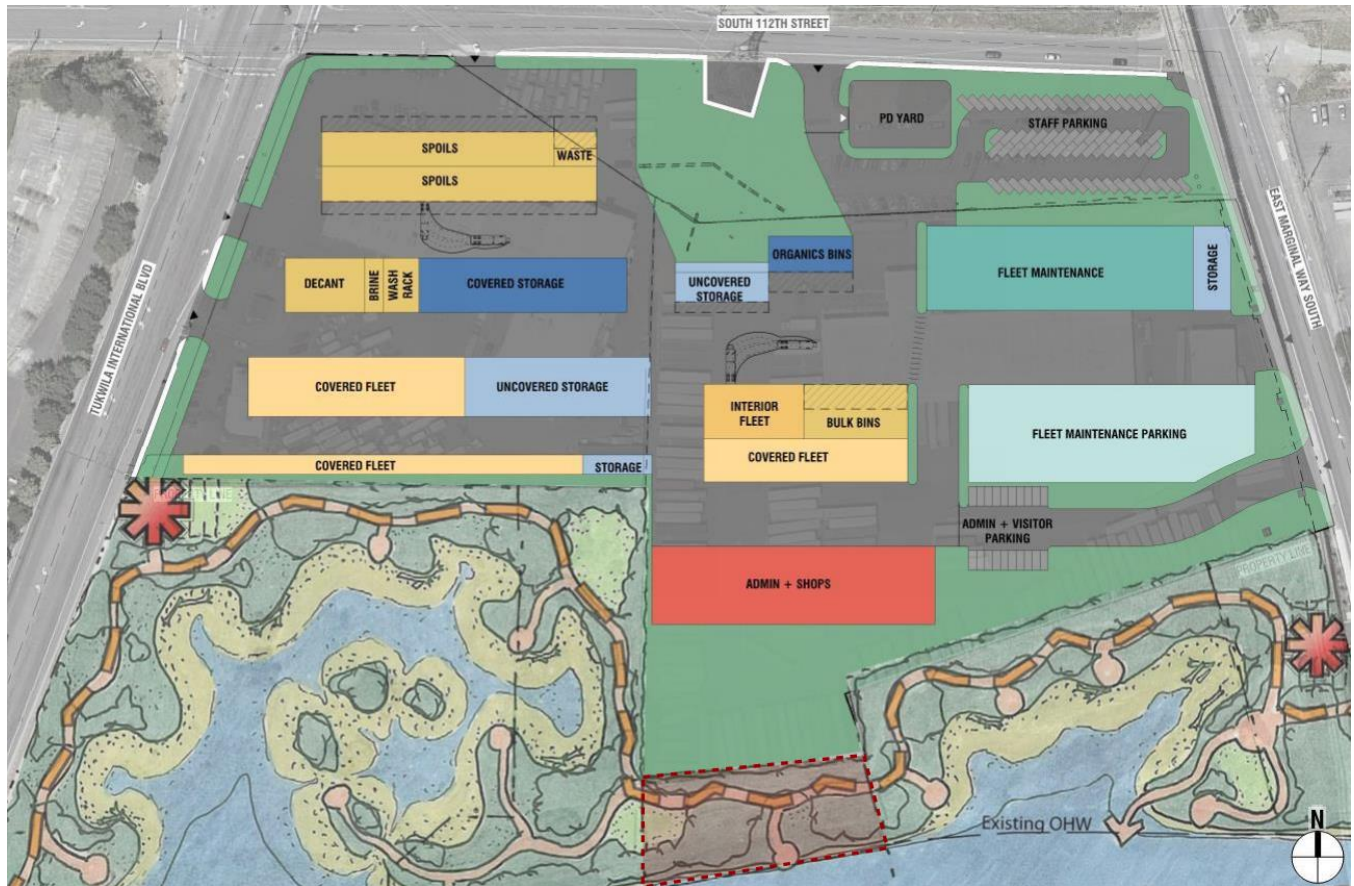 SOUTH 112TH STREET
PD YARD
STAFF PARKING
SPOILS
WASTE
SPOILS
TUKWILA INTERNATIONAL BLVD
EAST MARGINAL WAY SOUTH
DECANT
BRINE
WASH
RACK
COVERED STORAGE
ORGANICS BINS
UNCOVERED
STORAGE
FLEET MAINTENANCE
STORAGE
COVERED FLEET
UNCOVERED STORAGE
INTERIOR
FLEET
BULK BINS
COVERED FLEET
FLEET MAINTENANCE PARKING
COVERED FLEET
STORAGE
PROPERTY LINE
ADMIN + VISITOR
PARKING
ADMIN + SHOPS
PROPERTY LINE
Existing OHW
N